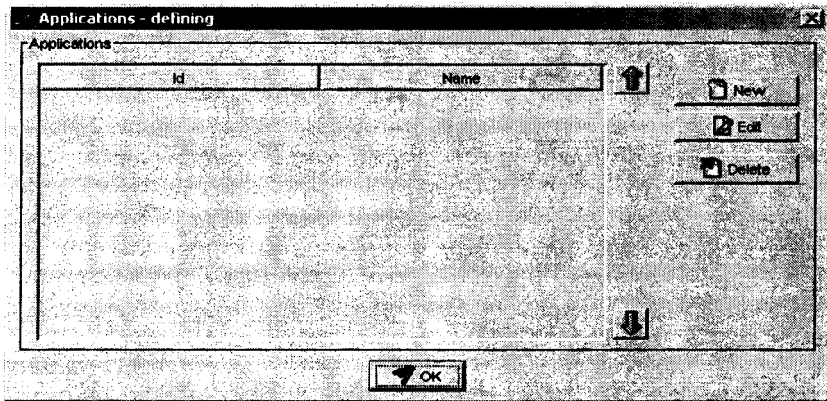 Applications - defining
Applications
Id Name
New
Edit
Delete
OK